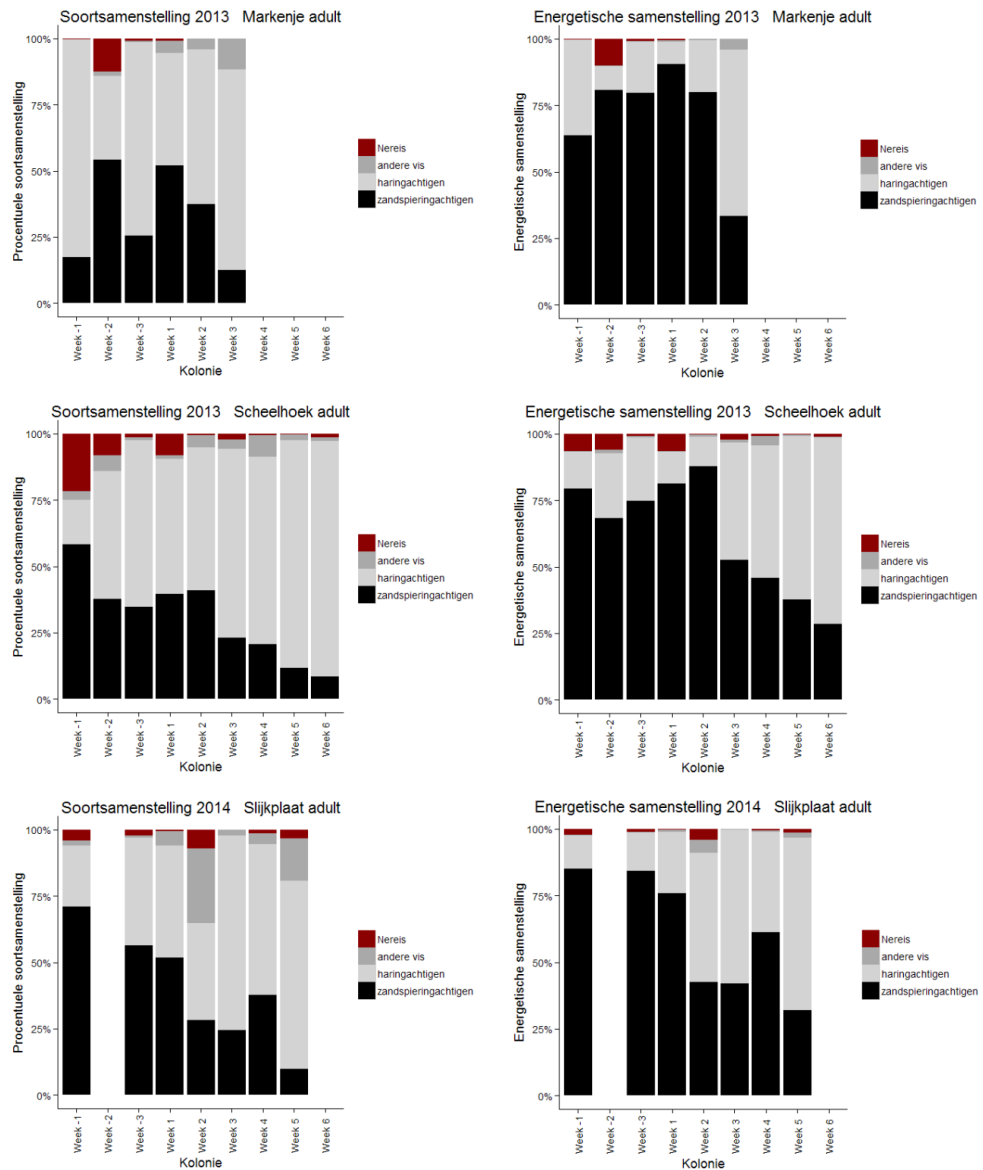 Soortsamenstelling 2013 Markenje adult
Procentuele soortsamenstelling
100%
75%
50%
25%
0%
Week -1
Week -2
Week -3
Week 1
Week 2
Week 3
Week 4
Week 5
Week 6
Kolonie
Nereis
andere vis
haringachtigen
zandspieringachtigen
Energetische samenstelling 2013 Markenje adult
Energetische samenstelling
100%
75%
50%
25%
0%
Week -1
Week -2
Week -3
Week 1
Week 2
Week 3
Week 4
Week 5
Week 6
Kolonie
Nereis
andere vis
haringachtigen
zandspieringachtigen
Soortsamenstelling 2013 Scheelhoek adult
Procentuele soortsamenstelling
100%
75%
50%
25%
0%
Week -1
Week -2
Week -3
Week 1
Week 2
Week 3
Week 4
Week 5
Week 6
Kolonie
Nereis
andere vis
haringachtigen
zandspieringachtigen
Energetische samenstelling 2013 Scheelhoek adult
Energetische samenstelling
100%
75%
50%
25%
0%
Week -1
Week -2
Week -3
Week 1
Week 2
Week 3
Week 4
Week 5
Week 6
Kolonie
Nereis
andere vis
haringachtigen
zandspieringachtigen
Soortsamenstelling 2014 Slijkplaat adult
Procentuele soortsamenstelling
100%
75%
50%
25%
0%
Week -1
Week -2
Week -3
Week 1
Week 2
Week 3
Week 4
Week 5
Week 6
Kolonie
Nereis
andere vis
haringachtigen
zandspieringachtigen
Energetische samenstelling 2014 Slijkplaat adult
Energetische samenstelling
100%
75%
50%
25%
0%
Week -1
Week -2
Week -3
Week 1
Week 2
Week 3
Week 4
Week 5
Week 6
Kolonie
Nereis
andere vis
haringachtigen
zandspieringachtigen